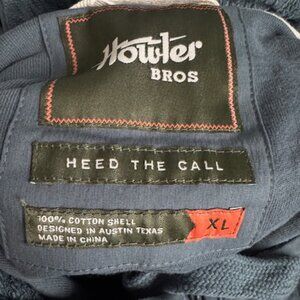 Howler
BROS
HEED THE CALL
100% COTTON SHELL
DESIGNED IN AUSTIN TEXAS
MADE IN CHINA
XL